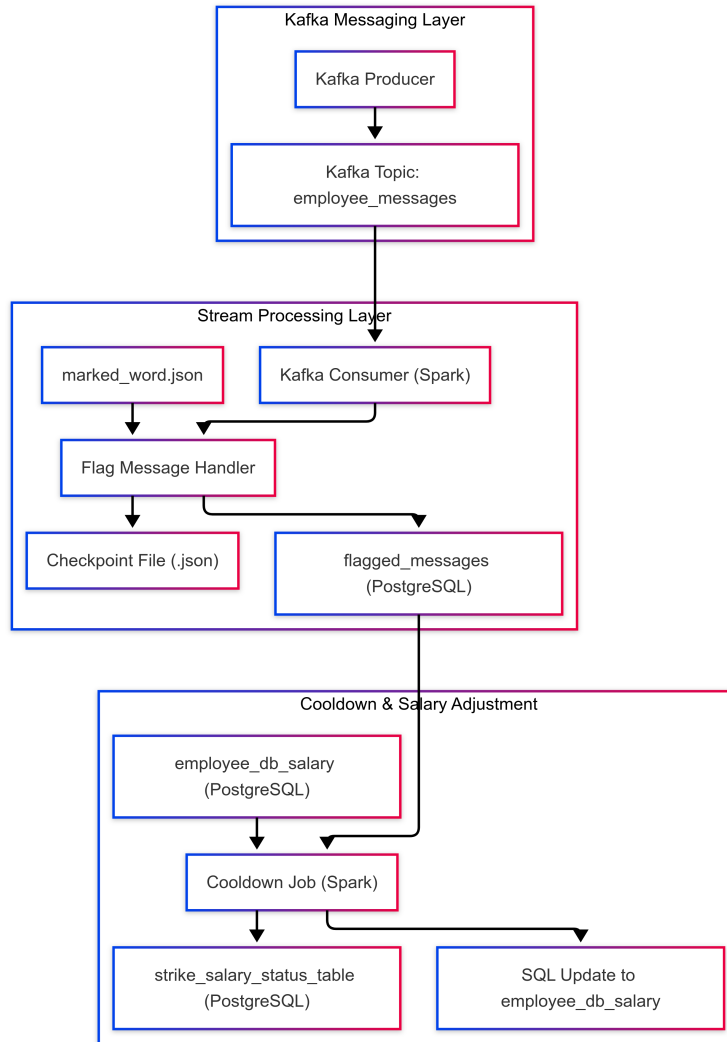 Kafka Messaging Layer
Kafka Producer
Kafka Topic:
employee_messages
Stream Processing Layer
marked_word.json
Kafka Consumer (Spark)
Flag Message Handler
Checkpoint File (.json)
flagged_messages
(PostgreSQL)
Cooldown & Salary Adjustment
employee_db_salary
(PostgreSQL)
Cooldown Job (Spark)
strike_salary_status_table
(PostgreSQL)
SQL Update to
employee_db_salary